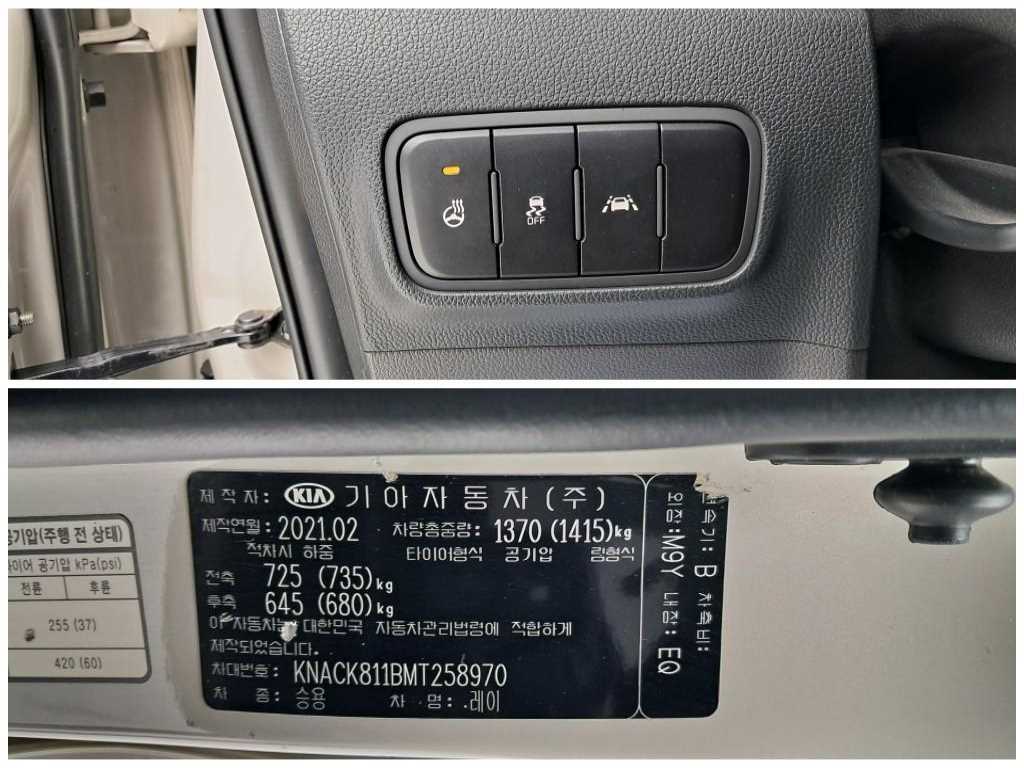 OFF
공기압(주행 전 상태)
타이어 공기압 kPa(psi)
전륜 후륜
255 (37)
420 (60)
제 작 자: KIA 기 아 자 동 차 (주)
제작연월: 2021.02 차량총중량: 1370 (1415)kg
적차시 하중 타이어형식 공기압 림형식
전축 725 (735)kg
후축 645 (680)kg
이 자동차는 대한민국 자동차관리법령에 적합하게
제작되었습니다.
차대번호: KNACK811BMT258970
차 종: 승용 차 명: 레이
변속기: B 차축비:
외장: M9Y 내장: EQ